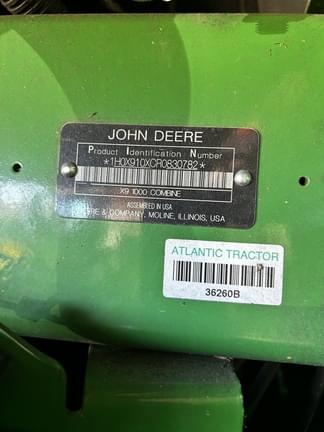 JOHN DEERE
Product Identification Number
*1H0X910XCR0830782*
X9 1000 COMBINE
ASSEMBLED IN USA
DEERE & COMPANY, MOLINE, ILLINOIS, USA
ATLANTIC TRACTOR
36260B